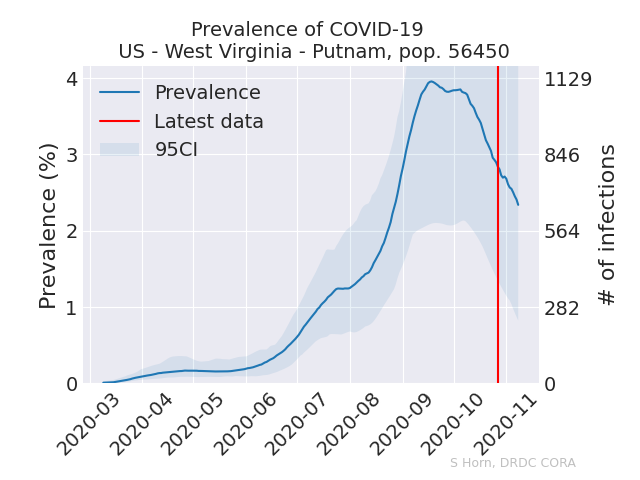 Prevalence of COVID-19
US - West Virginia - Putnam, pop. 56450
Prevalence
Latest data
95CI
Prevalence (%)
4
3
2
1
0
1129
846
564
282
0
# of infections
2020-03
2020-04
2020-05
2020-06
2020-07
2020-08
2020-09
2020-10
2020-11
S Horn, DRDC CORA